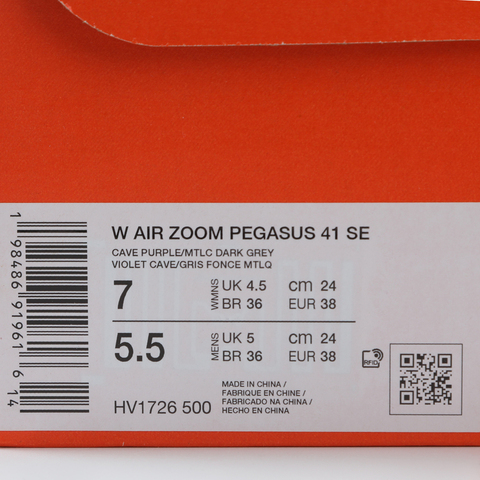 W AIR ZOOM PEGASUS 41 SE
CAVE PURPLE/MTLC DARK GREY
VIOLET CAVE/GRIS FONCE MTLQ
7 WMNS UK 4.5 cm 24
BR 36 EUR 38
5.5 MENS UK 5 cm 24
BR 36 EUR 38
RFID
MADE IN CHINA /
FABRIQUE EN CHINE /
FABRICADO NA CHINA /
HECHO EN CHINA
HV1726 500
1 98486 91961 6 14